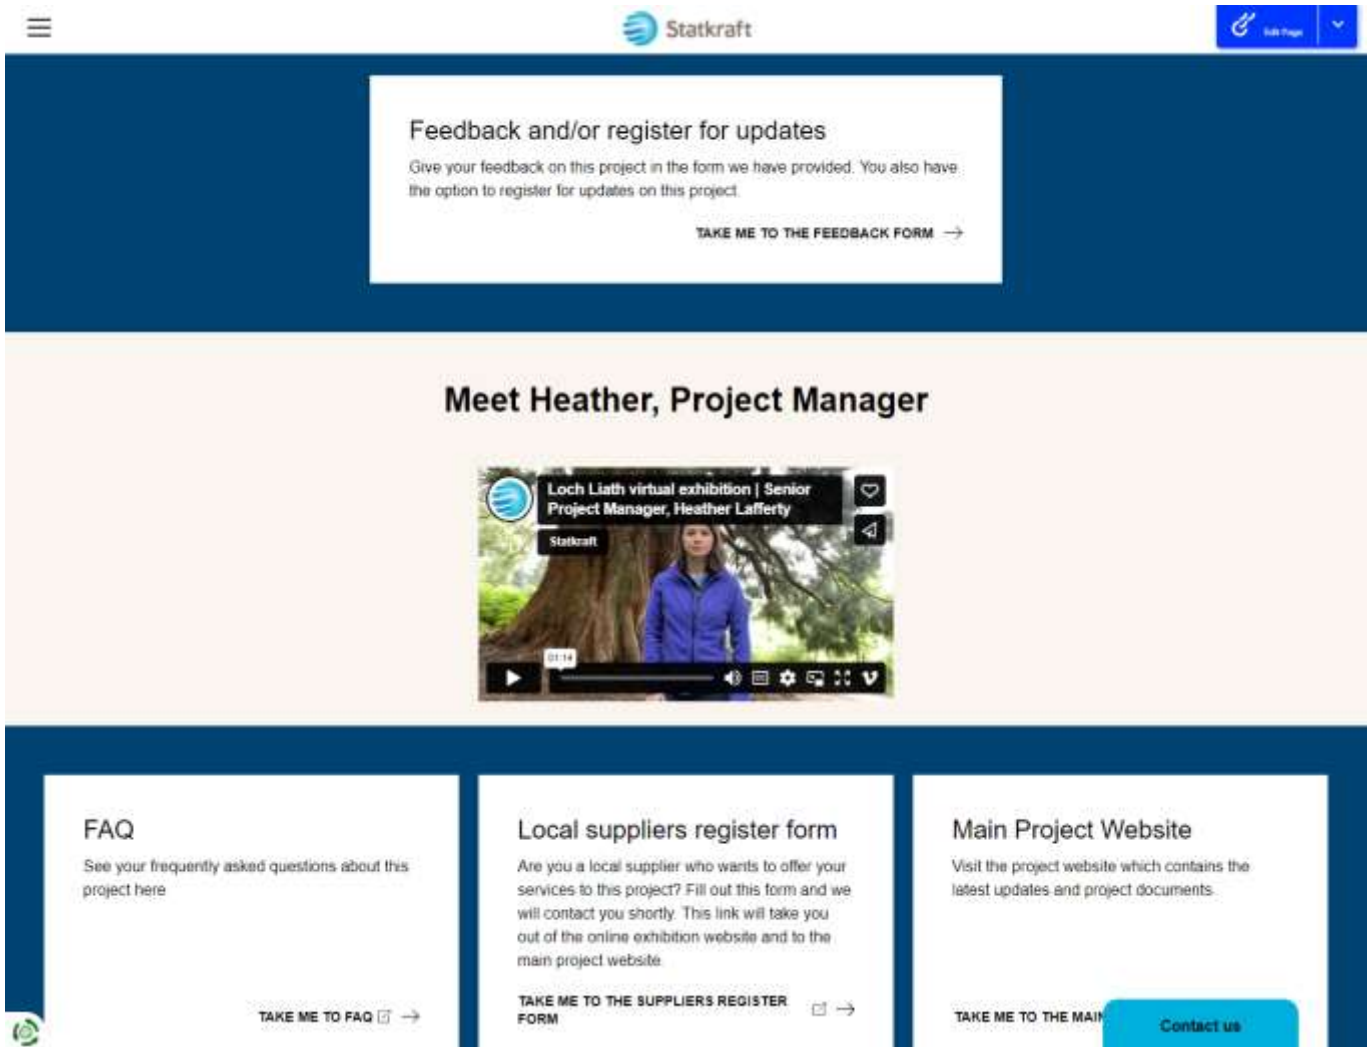 Statkraft
Edit Page
Feedback and/or register for updates
Give your feedback on this project in the form we have provided. You also have
the option to register for updates on this project.
TAKE ME TO THE FEEDBACK FORM
Meet Heather, Project Manager
Loch Liath virtual exhibition | Senior
Project Manager, Heather Lafferty
Statkraft
01:14
FAQ
See your frequently asked questions about this
project here
TAKE ME TO FAQ
Local suppliers register form
Are you a local supplier who wants to offer your
services to this project? Fill out this form and we
will contact you shortly. This link will take you
out of the online exhibition website and to the
main project website.
TAKE ME TO THE SUPPLIERS REGISTER
FORM
Main Project Website
Visit the project website which contains the
latest updates and project documents.
TAKE ME TO THE MAIN
Contact us